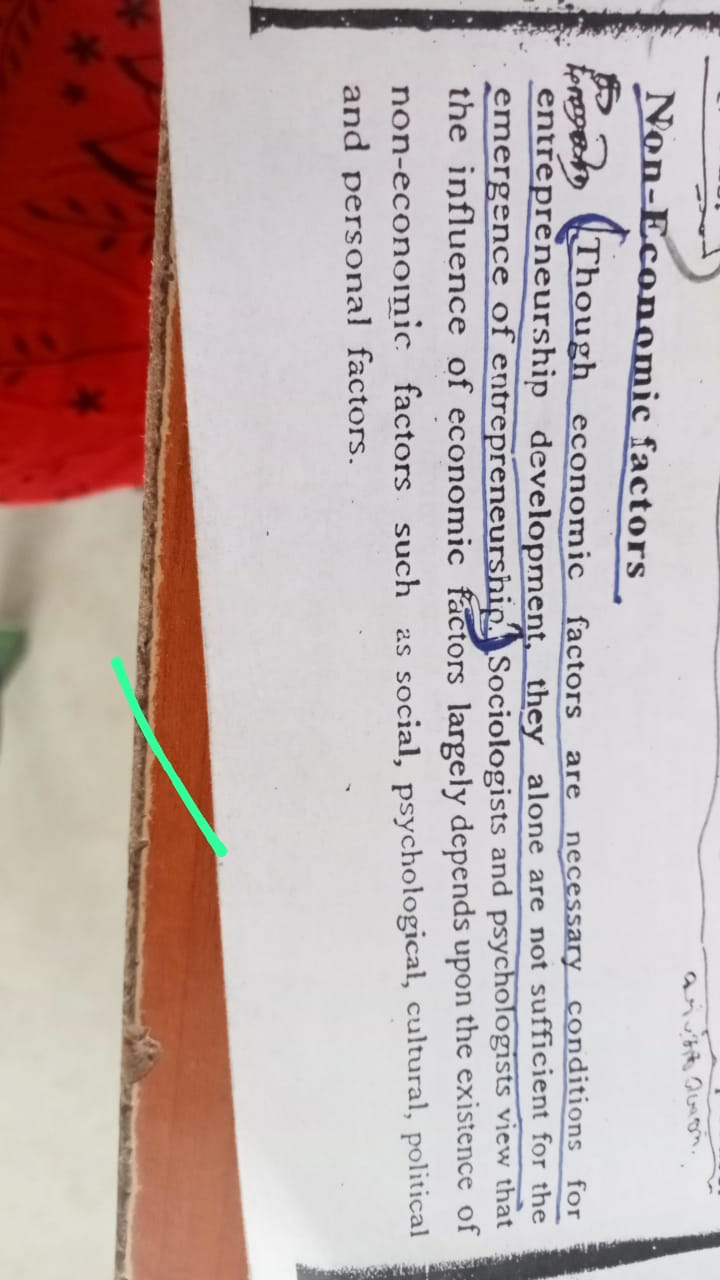 Non-Economic factors
Though economic factors are necessary conditions for
entrepreneurship development, they alone are not sufficient for the
emergence of entrepreneurship. Sociologists and psychologists view that
the influence of economic factors largely depends upon the existence of
non-economic factors such as social, psychological, cultural, political
and personal factors.